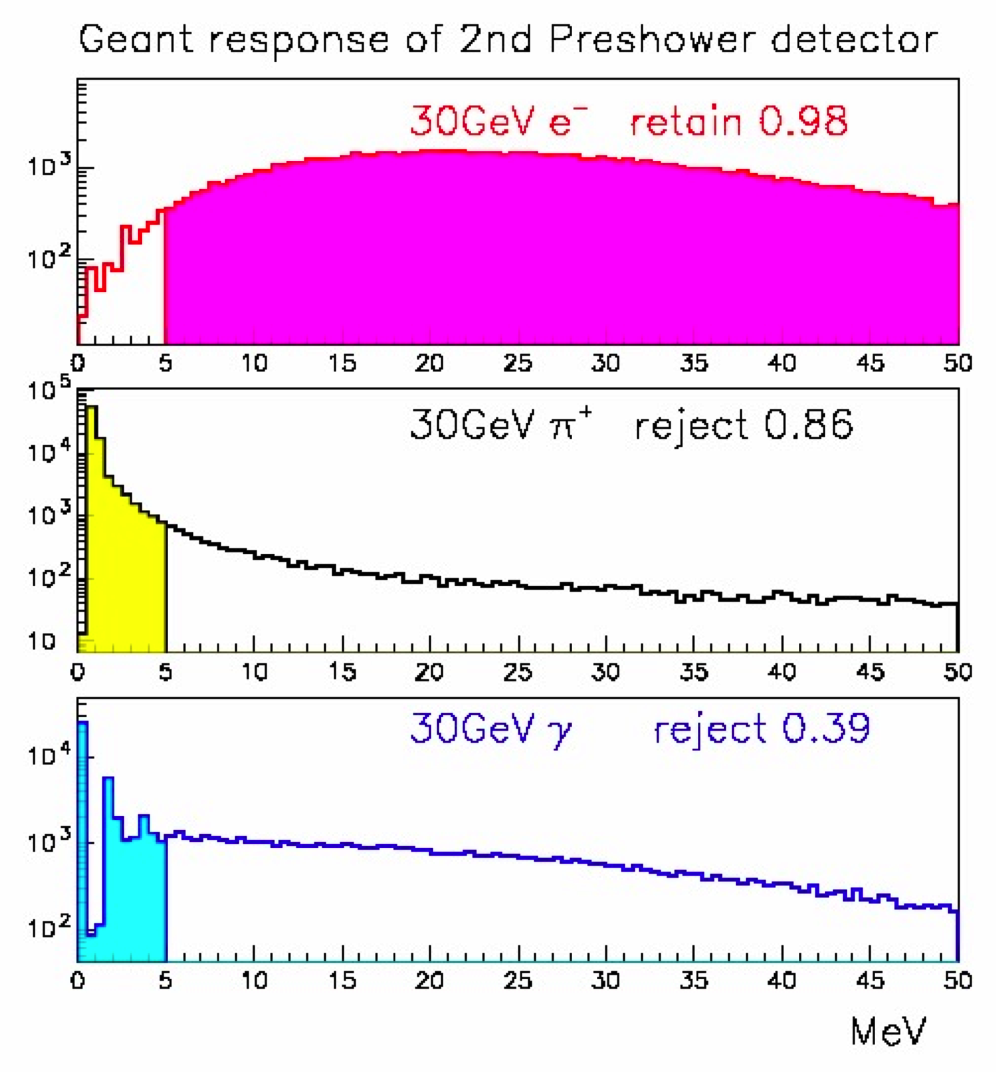 Geant response of 2nd Preshower detector
30GeV e⁻ retain 0.98
10³
10²
0 5 10 15 20 25 30 35 40 45 50
30GeV π⁺ reject 0.86
10⁵
10⁴
10³
10²
10
0 5 10 15 20 25 30 35 40 45 50
30GeV γ reject 0.39
10⁴
10³
10²
0 5 10 15 20 25 30 35 40 45 50
MeV